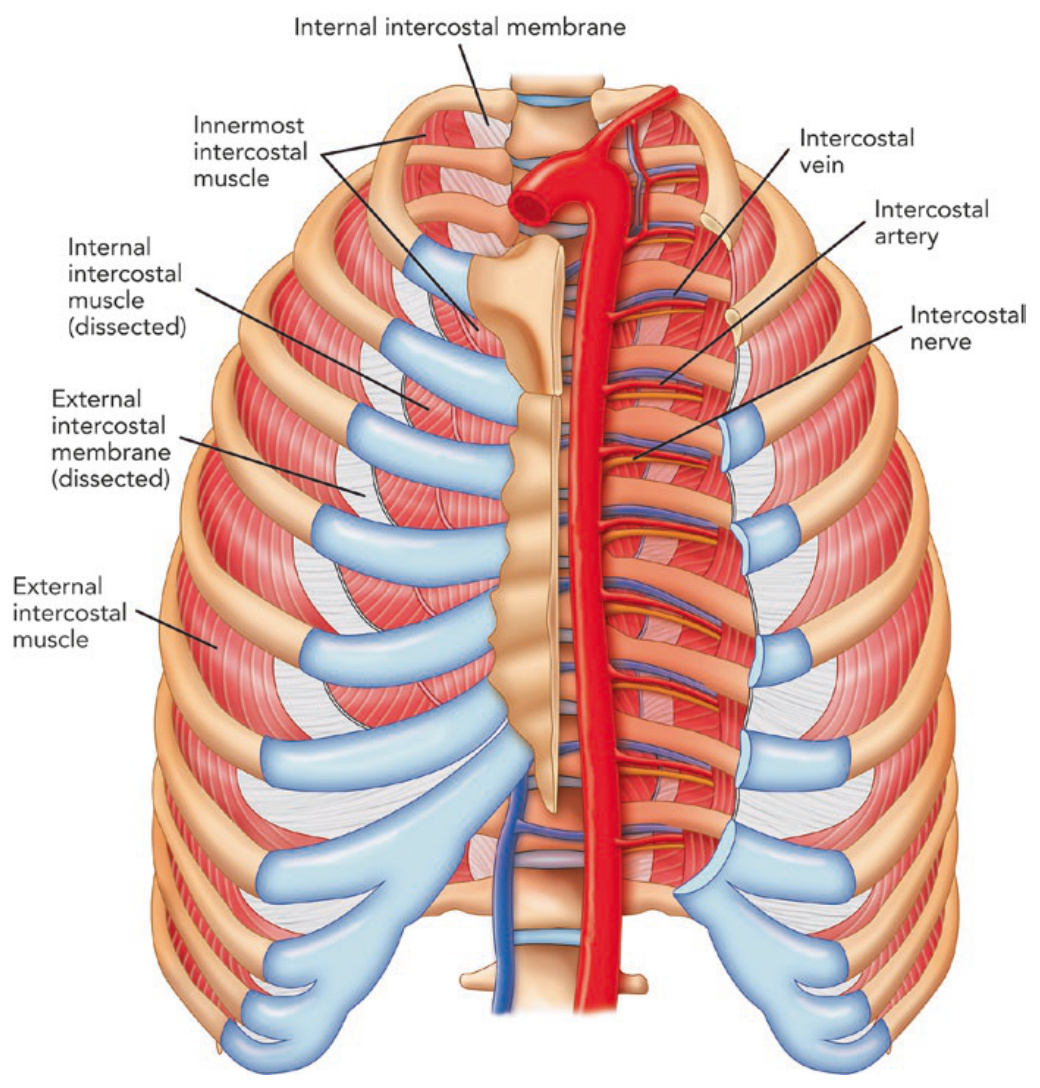 Internal intercostal membrane
Innermost
intercostal
muscle
Internal
intercostal
muscle
(dissected)
External
intercostal
membrane
(dissected)
External
intercostal
muscle
Intercostal
vein
Intercostal
artery
Intercostal
nerve